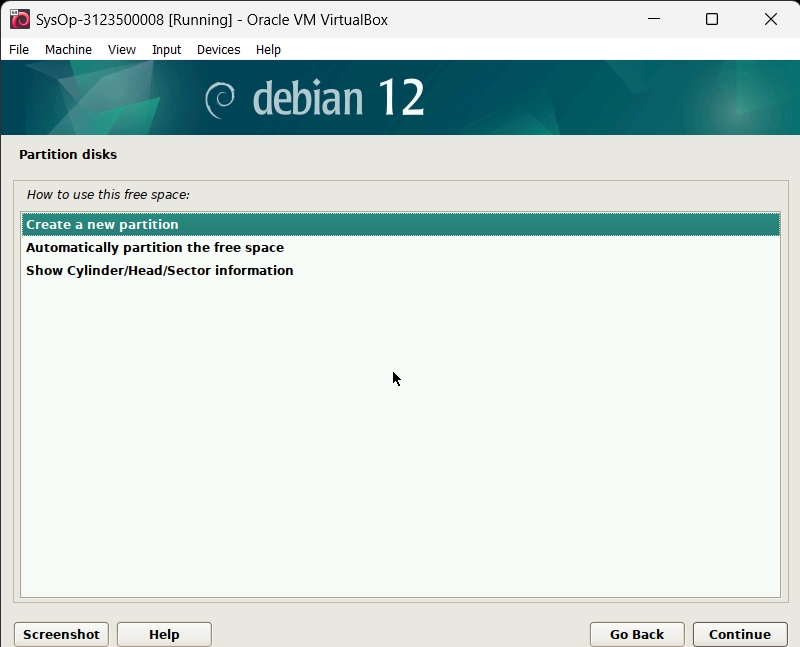 SysOp-3123500008 [Running] - Oracle VM VirtualBox
File Machine View Input Devices Help
debian 12
Partition disks
How to use this free space:
Create a new partition
Automatically partition the free space
Show Cylinder/Head/Sector information
Screenshot Help Go Back Continue